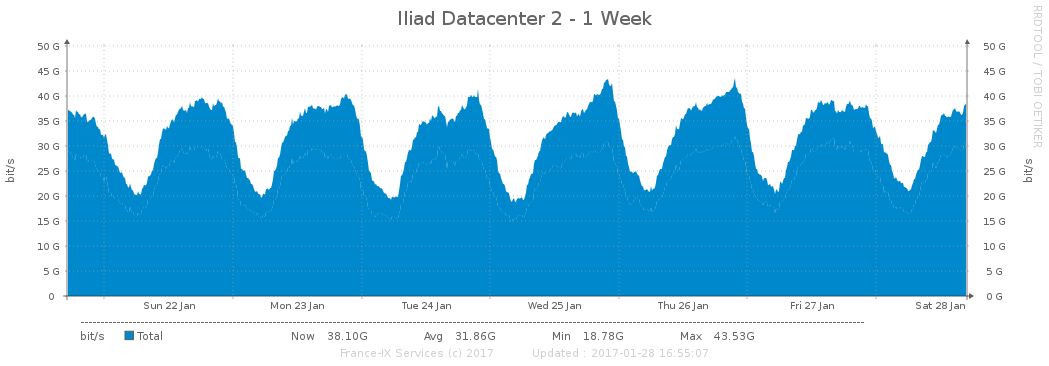 Iliad Datacenter 2 - 1 Week
RRDTOOL / TOBI OETIKER
50 G 50 G
45 G 45 G
40 G 40 G
35 G 35 G
30 G 30 G
25 G 25 G
20 G 20 G
15 G 15 G
10 G 10 G
5 G 5 G
0 0 G
bit/s bit/s
Sun 22 Jan Mon 23 Jan Tue 24 Jan Wed 25 Jan Thu 26 Jan Fri 27 Jan Sat 28 Jan
bit/s Total Now 38.10G Avg 31.86G Min 18.78G Max 43.53G
France-IX Services (c) 2017 Updated : 2017-01-28 16:55:07